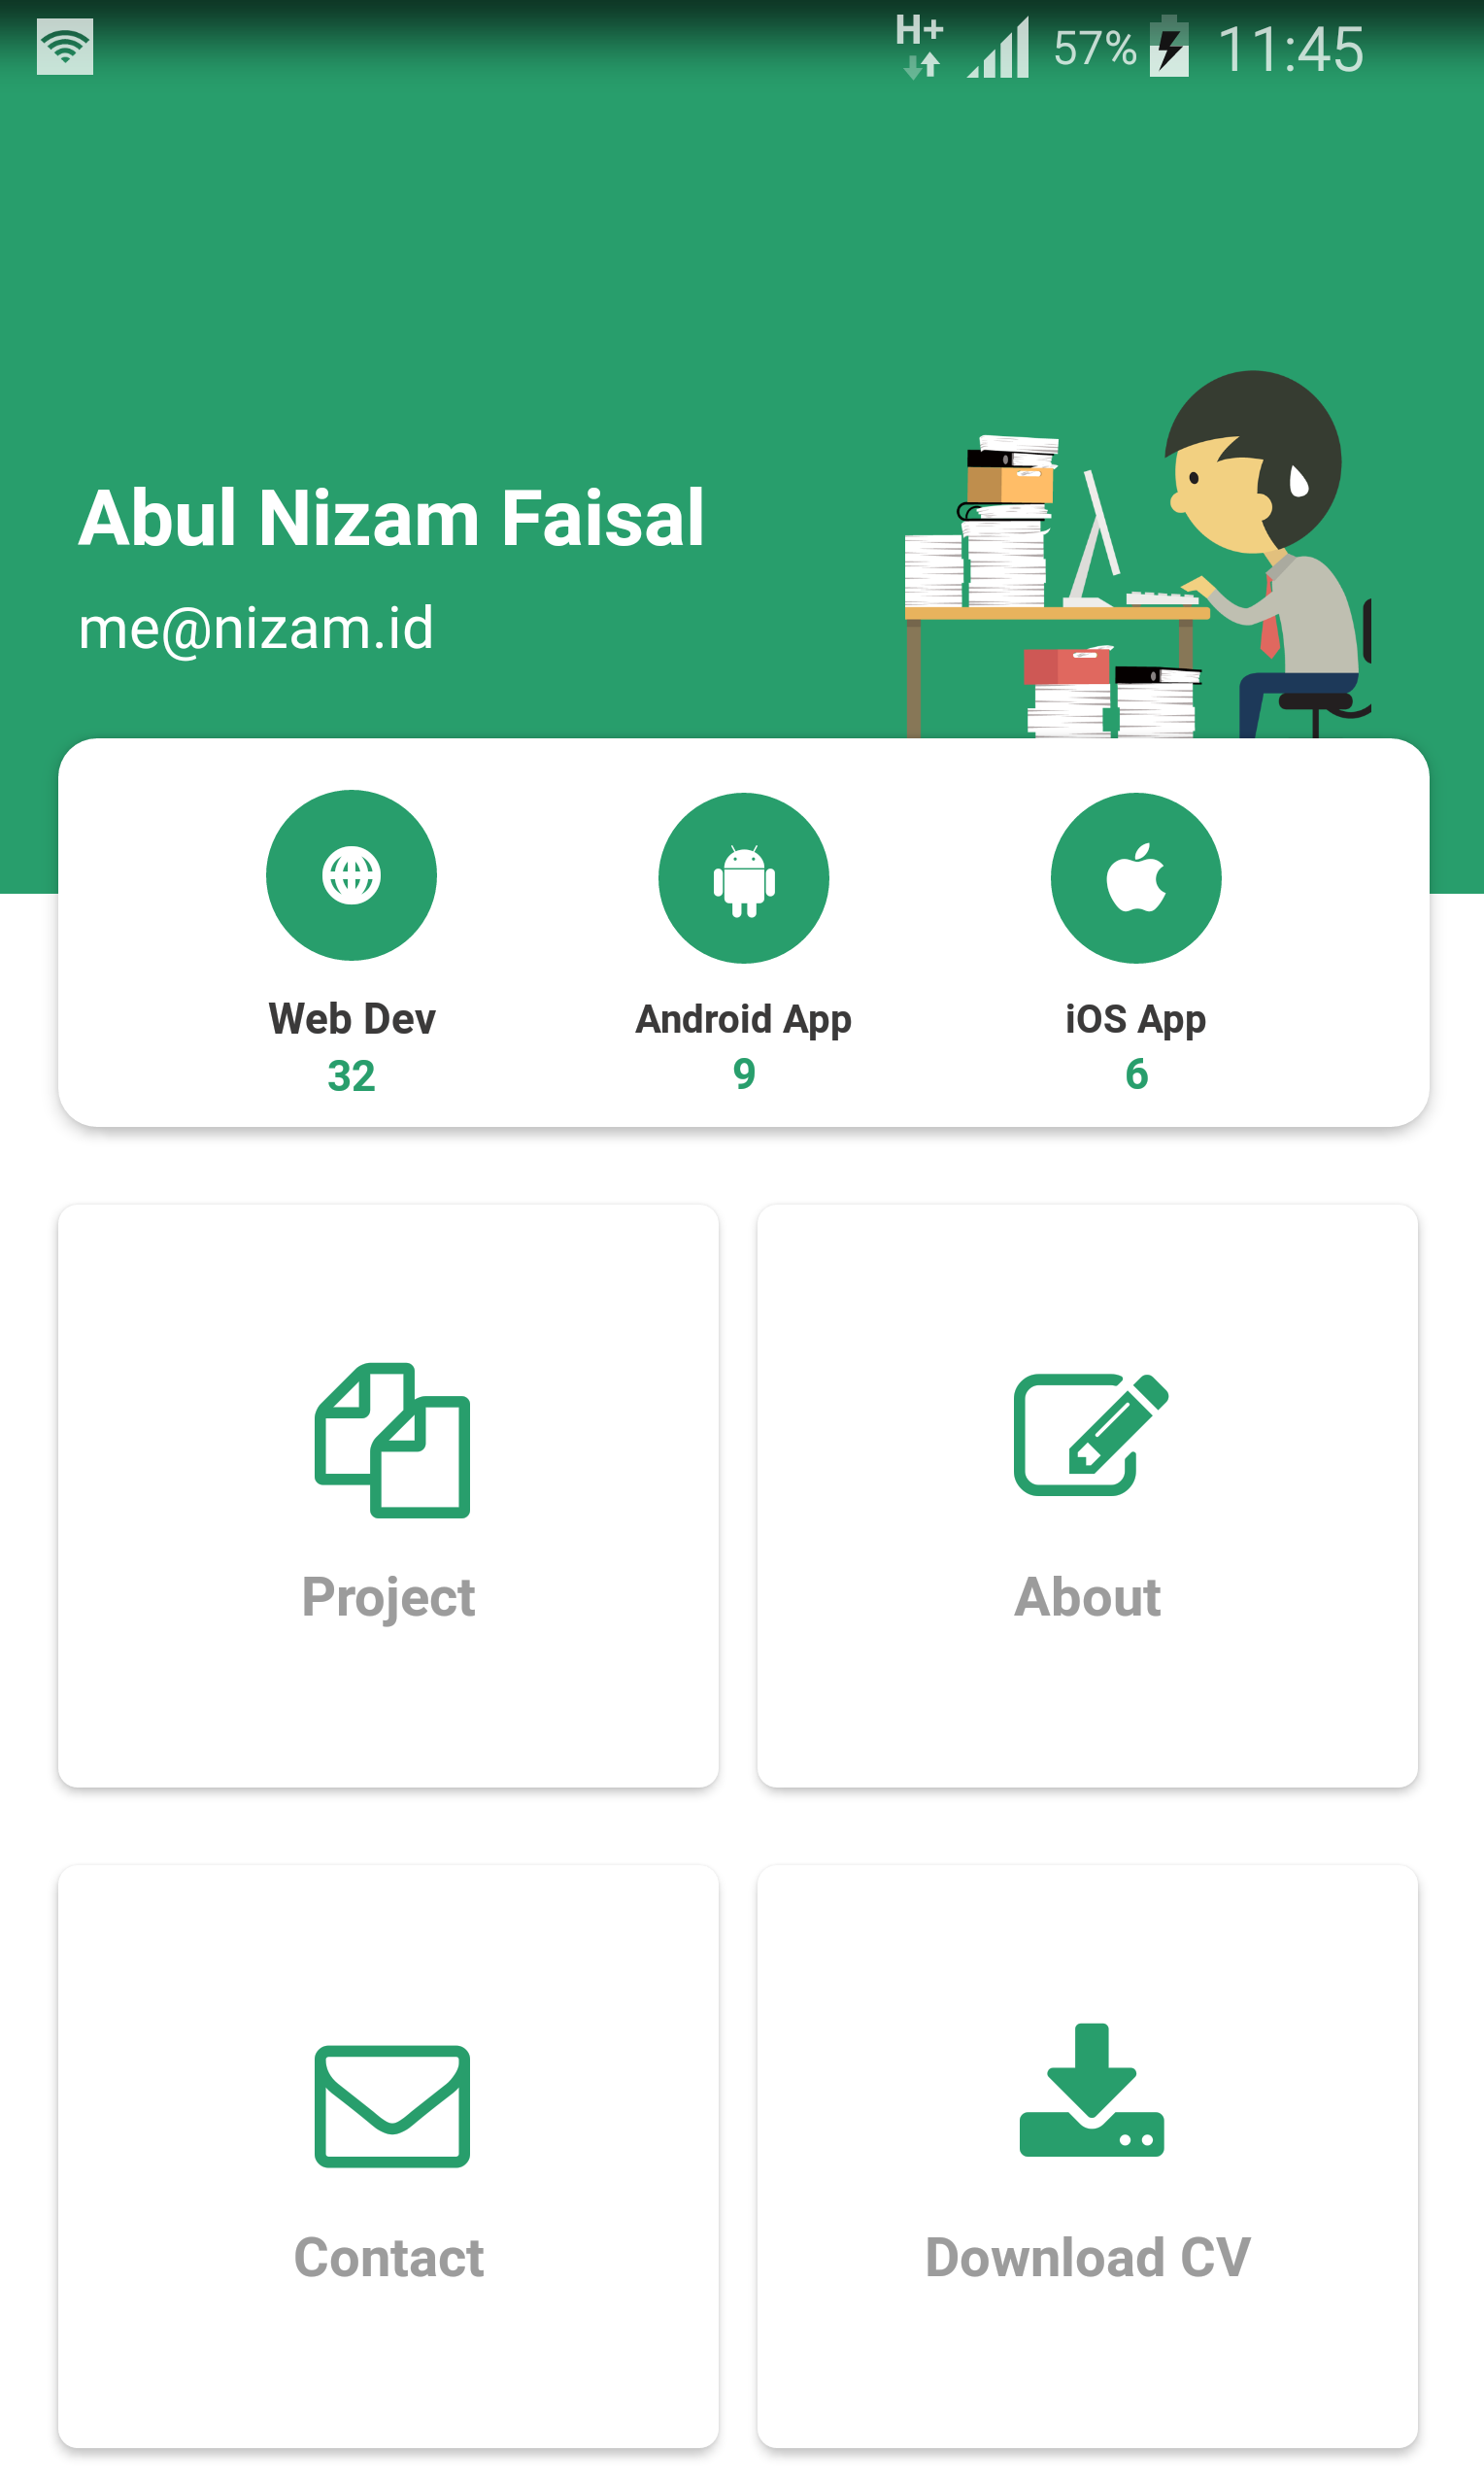 H+ 57% 11:45
Abul Nizam Faisal
me@nizam.id
Web Dev Android App iOS App
32 9 6
Project About
Contact Download CV